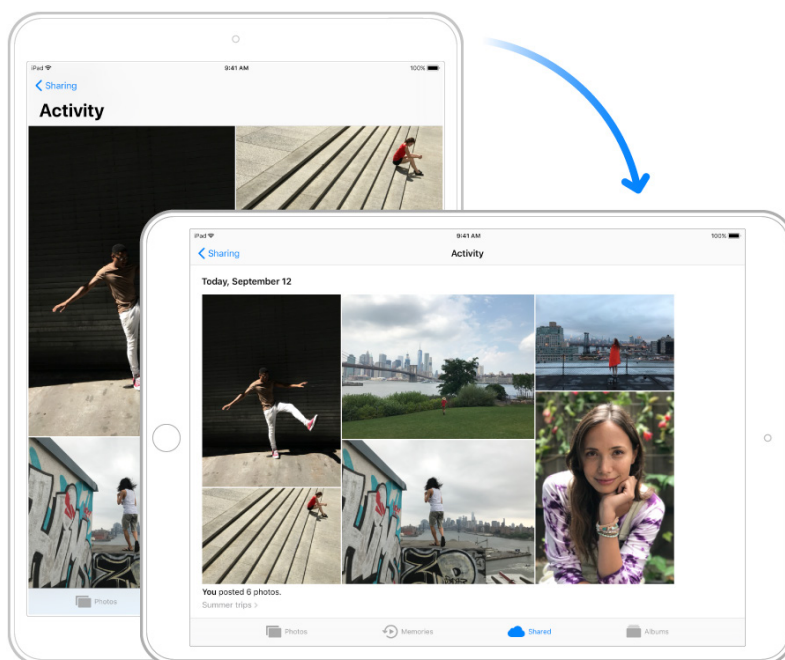 iPad
9:41 AM
100%
Sharing
Activity
Photos
iPad
9:41 AM
100%
Sharing
Activity
Today, September 12
You posted 6 photos.
Summer trips >
Photos
Memories
Shared
Albums